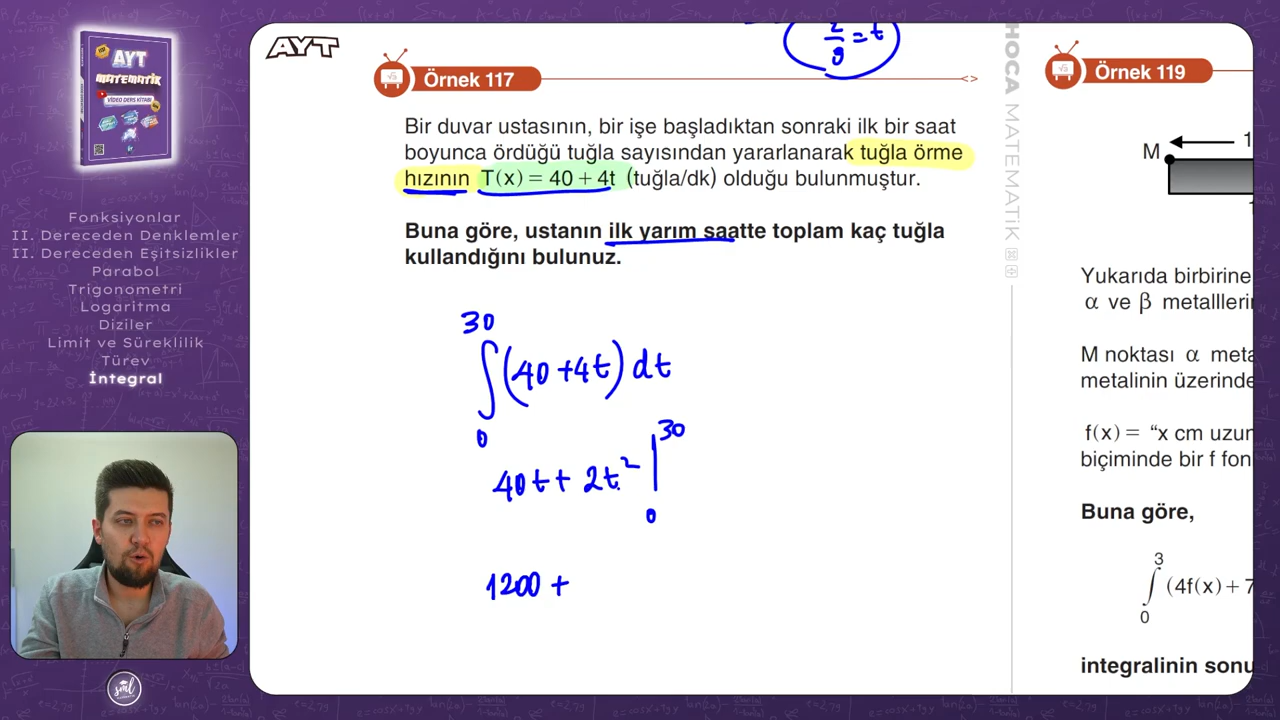 AYT
MATEMATİK
VİDEO DERS KİTABI
Fonksiyonlar
II. Dereceden Denklemler
II. Dereceden Eşitsizlikler
Parabol
Trigonometri
Logaritma
Diziler
Limit ve Süreklilik
Türev
İntegral
sml
AYT
2/9 = t
Örnek 117
Bir duvar ustasının, bir işe başladıktan sonraki ilk bir saat
boyunca ördüğü tuğla sayısından yararlanarak tuğla örme
hızının T(x) = 40 + 4t (tuğla/dk) olduğu bulunmuştur.
Buna göre, ustanın ilk yarım saatte toplam kaç tuğla
kullandığını bulunuz.
30
∫ (40 + 4t) dt
0
40t + 2t² | 30
0
1200 +
HOCA MATEMATİK
Örnek 119
M
1
Yukarıda birbirine
α ve β metalllerin
M noktası α meta
metalinin üzerinde
f(x) = “x cm uzun
biçiminde bir f fon
Buna göre,
3
∫ (4f(x) + 7
0
integralinin sonu